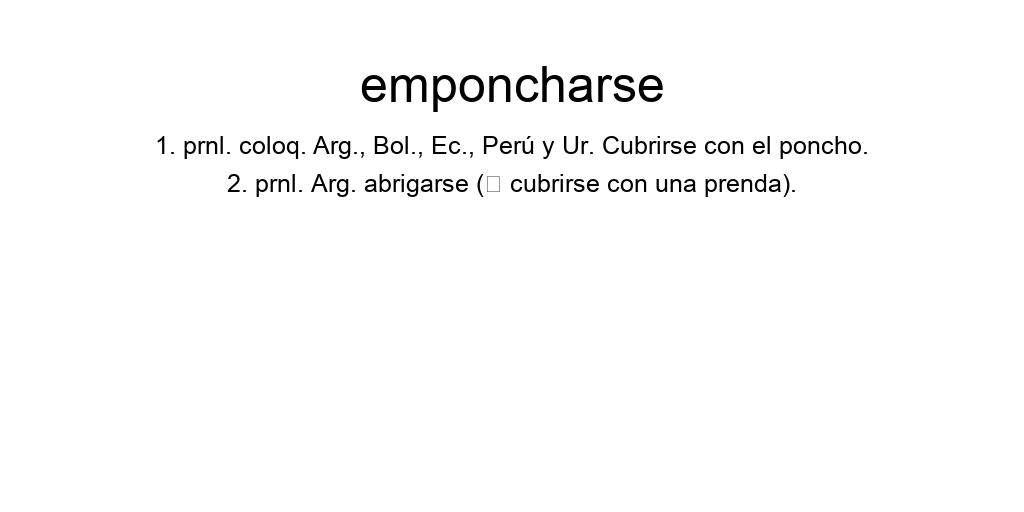 emponcharse
1. prnl. coloq. Arg., Bol., Ec., Perú y Ur. Cubrirse con el poncho.
2. prnl. Arg. abrigarse (▯ cubrirse con una prenda).